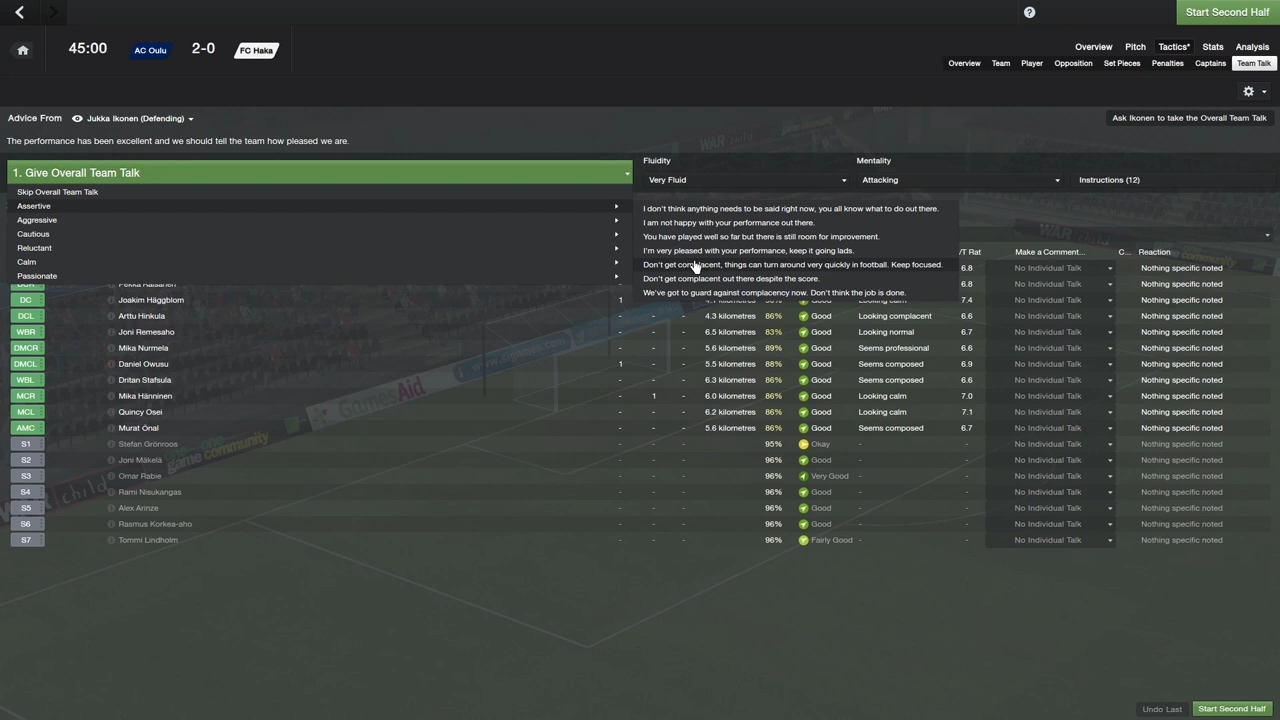 Start Second Half
45:00 AC Oulu 2-0 FC Haka
Overview Pitch Tactics* Stats Analysis
Overview Team Player Opposition Set Pieces Penalties Captains Team Talk
Advice From Jukka Ikonen (Defending)
Ask Ikonen to take the Overall Team Talk
The performance has been excellent and we should tell the team how pleased we are.
Fluidity Mentality
1. Give Overall Team Talk
Very Fluid Attacking Instructions (12)
Skip Overall Team Talk
Assertive
Aggressive
Cautious
Reluctant
Calm
Passionate
I don't think anything needs to be said right now, you all know what to do out there.
I am not happy with your performance out there.
You have played well so far but there is still room for improvement.
I'm very pleased with your performance, keep it going lads.
Don't get complacent, things can turn around very quickly in football. Keep focused.
Don't get complacent out there despite the score.
We've got to guard against complacency now. Don't think the job is done.
Rat Make a Comment... C... Reaction
6.8 No Individual Talk Nothing specific noted
6.8 No Individual Talk Nothing specific noted
DC Joakim Häggblom 1 - - 7.4 No Individual Talk Nothing specific noted
DCL Arttu Hinkula - - - 4.3 kilometres 86% Good Looking complacent 6.6 No Individual Talk Nothing specific noted
WBR Joni Remesaho - - - 6.5 kilometres 83% Good Looking normal 6.7 No Individual Talk Nothing specific noted
DMCR Mika Nurmela - - - 5.6 kilometres 89% Good Seems professional 6.6 No Individual Talk Nothing specific noted
DMCL Daniel Owusu 1 - - 5.5 kilometres 88% Good Seems composed 6.9 No Individual Talk Nothing specific noted
WBL Dritan Stafsula - - - 6.3 kilometres 86% Good Seems composed 6.6 No Individual Talk Nothing specific noted
MCR Mika Hänninen - 1 - 6.0 kilometres 86% Good Looking calm 7.0 No Individual Talk Nothing specific noted
MCL Quincy Osei - - - 6.2 kilometres 86% Good Looking calm 7.1 No Individual Talk Nothing specific noted
AMC Murat Önal - - - 5.6 kilometres 86% Good Seems composed 6.7 No Individual Talk Nothing specific noted
S1 Stefan Grönroos - - - 95% Okay - - No Individual Talk Nothing specific noted
S2 Joni Mäkelä - - - 96% Good - - No Individual Talk Nothing specific noted
S3 Omar Rabie - - - 96% Very Good - - No Individual Talk Nothing specific noted
S4 Rami Nisukangas - - - 96% Good - - No Individual Talk Nothing specific noted
S5 Alex Arinze - - - 96% Good - - No Individual Talk Nothing specific noted
S6 Rasmus Korkea-aho - - - 96% Good - - No Individual Talk Nothing specific noted
S7 Tommi Lindholm - - - 96% Fairly Good - - No Individual Talk Nothing specific noted
Undo Last Start Second Half